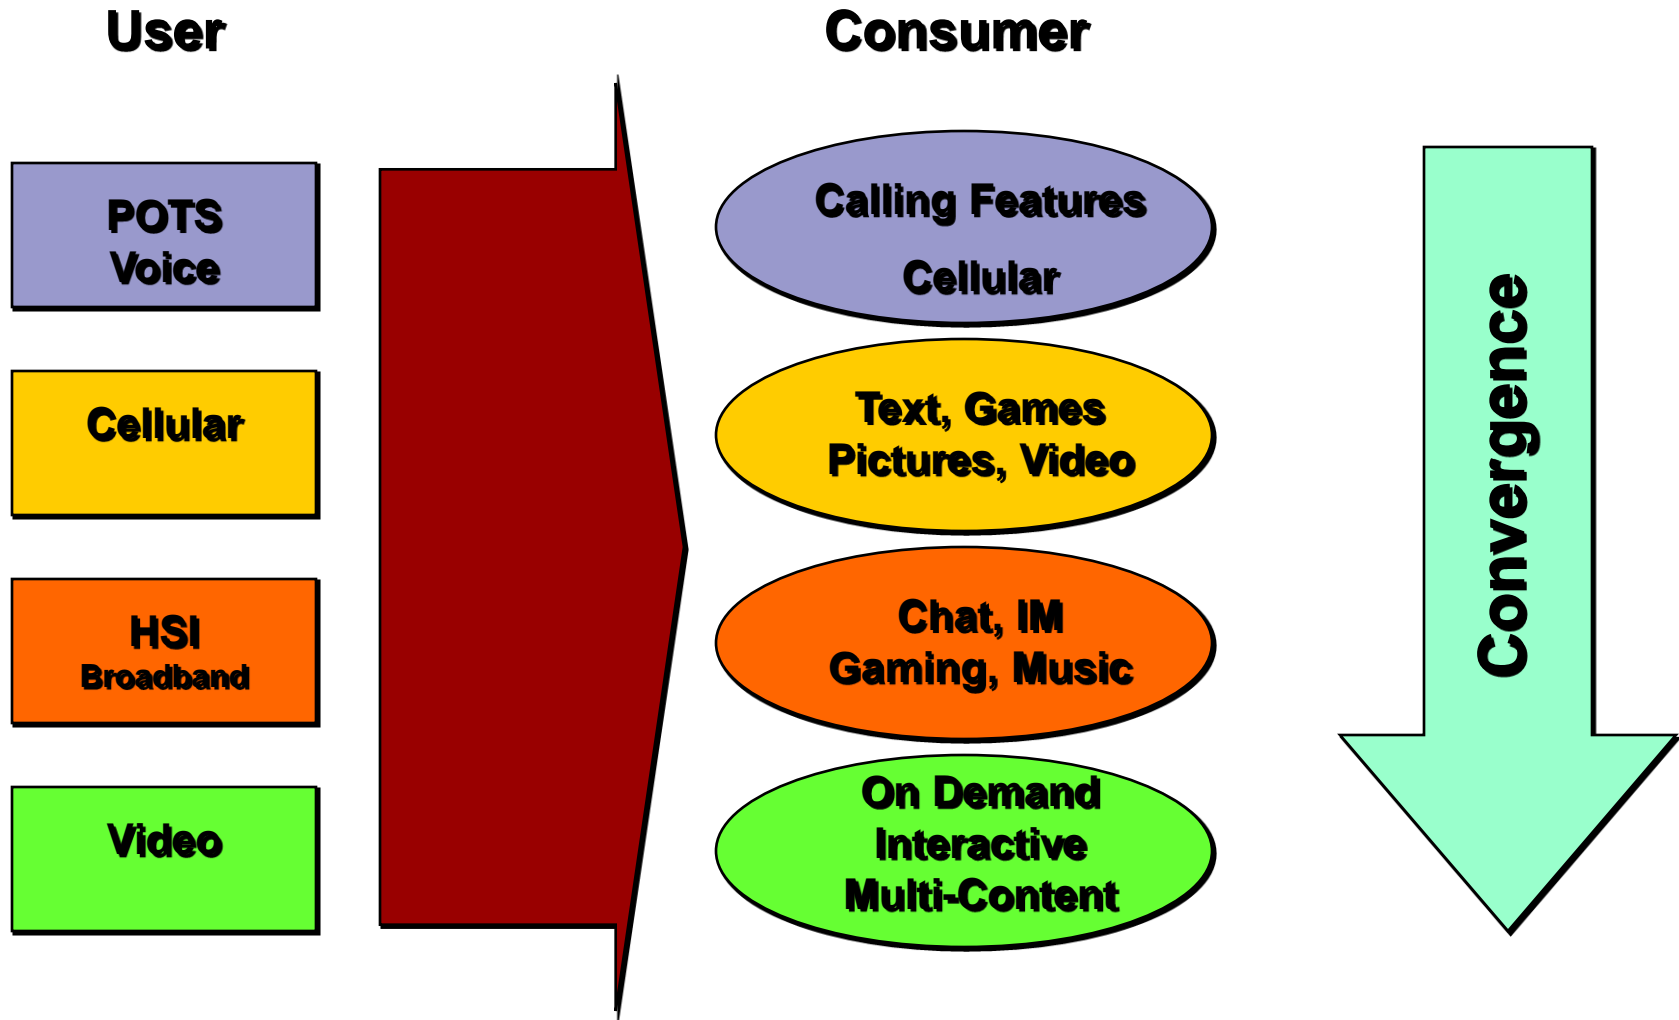 User
Consumer
POTS
Voice
Cellular
HSI
Broadband
Video
Calling Features
Cellular
Text, Games
Pictures, Video
Chat, IM
Gaming, Music
On Demand
Interactive
Multi-Content
Convergence